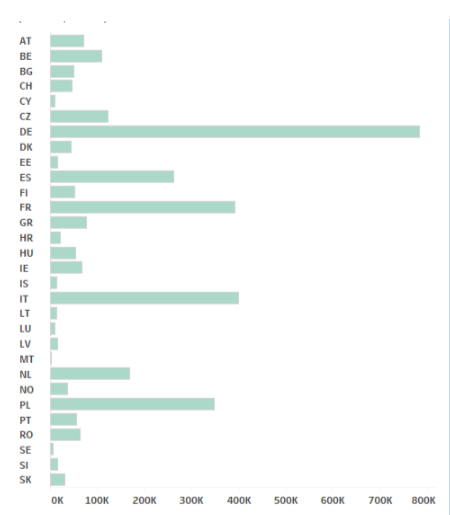 AT
BE
BG
CH
CY
CZ
DE
DK
EE
ES
FI
FR
GR
HR
HU
IE
IS
IT
LT
LU
LV
MT
NL
NO
PL
PT
RO
SE
SI
SK
0K 100K 200K 300K 400K 500K 600K 700K 800K